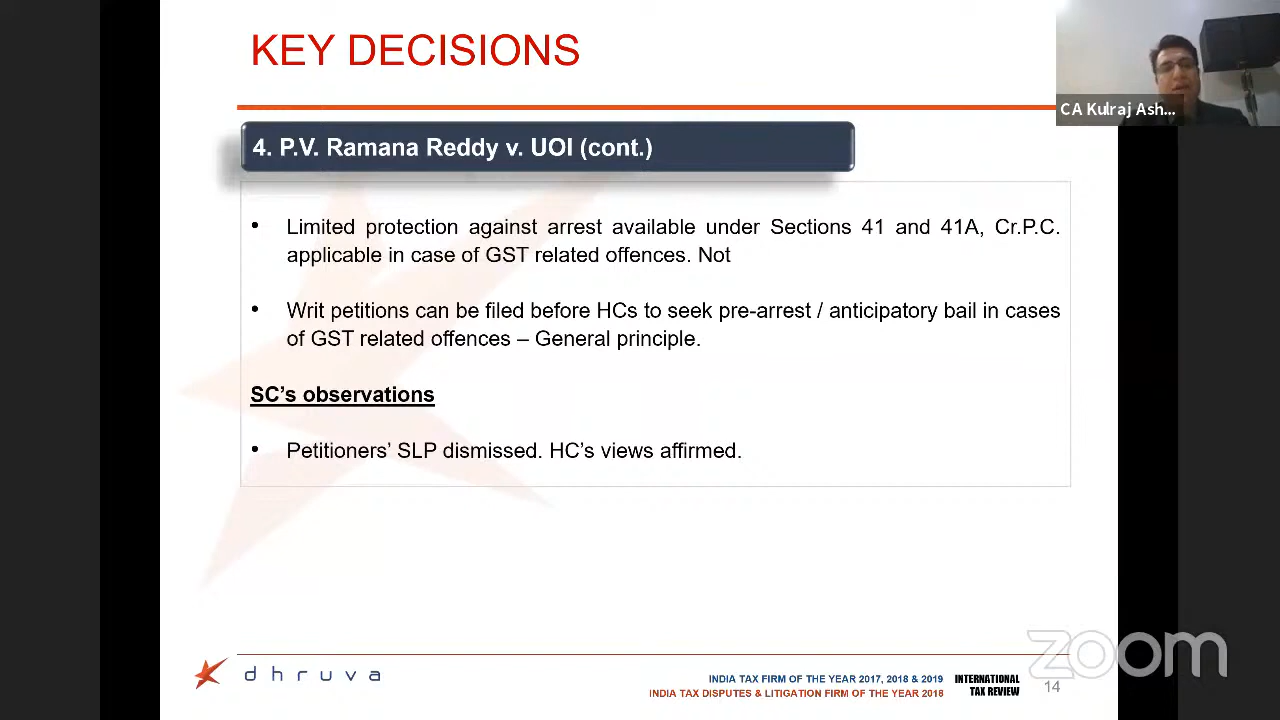 KEY DECISIONS
CA Kulraj Ash...
4. P.V. Ramana Reddy v. UOI (cont.)
• Limited protection against arrest available under Sections 41 and 41A, Cr.P.C.
applicable in case of GST related offences. Not
• Writ petitions can be filed before HCs to seek pre-arrest / anticipatory bail in cases
of GST related offences – General principle.
SC's observations
• Petitioners' SLP dismissed. HC's views affirmed.
zoom
dhruva
INDIA TAX FIRM OF THE YEAR 2017, 2018 & 2019
INDIA TAX DISPUTES & LITIGATION FIRM OF THE YEAR 2018
INTERNATIONAL
TAX REVIEW
14